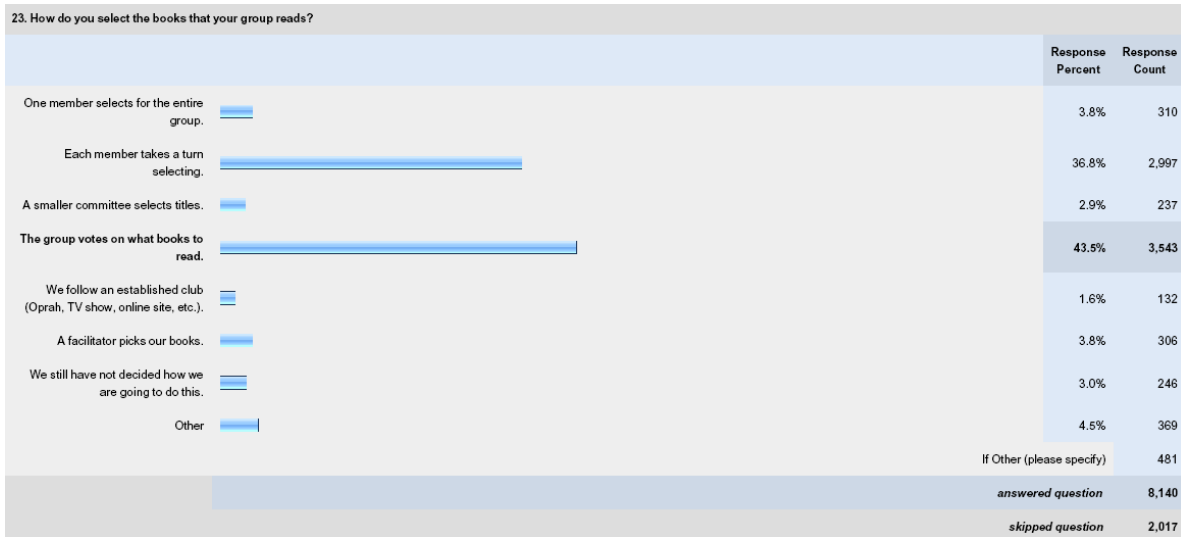 23. How do you select the books that your group reads?
Response Percent
Response Count
One member selects for the entire
group.
3.8%
310
Each member takes a turn
selecting.
36.8%
2,997
A smaller committee selects titles.
2.9%
237
The group votes on what books to
read.
43.5%
3,543
We follow an established club
(Oprah, TV show, online site, etc.).
1.6%
132
A facilitator picks our books.
3.8%
306
We still have not decided how we
are going to do this.
3.0%
246
Other
4.5%
369
If Other (please specify)
481
answered question
8,140
skipped question
2,017